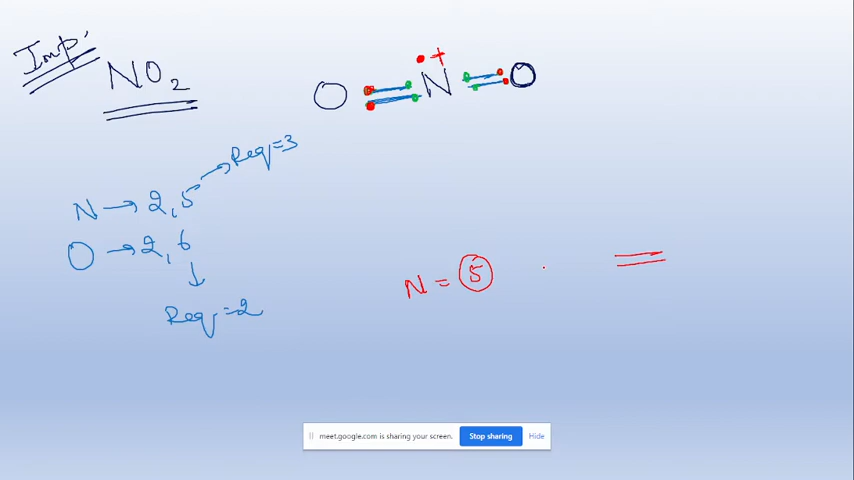 Imp.
NO2
O = N + = O
Req=3
N → 2,5
O → 2,6
Req=2
N = 5
meet.google.com is sharing your screen. Stop sharing Hide